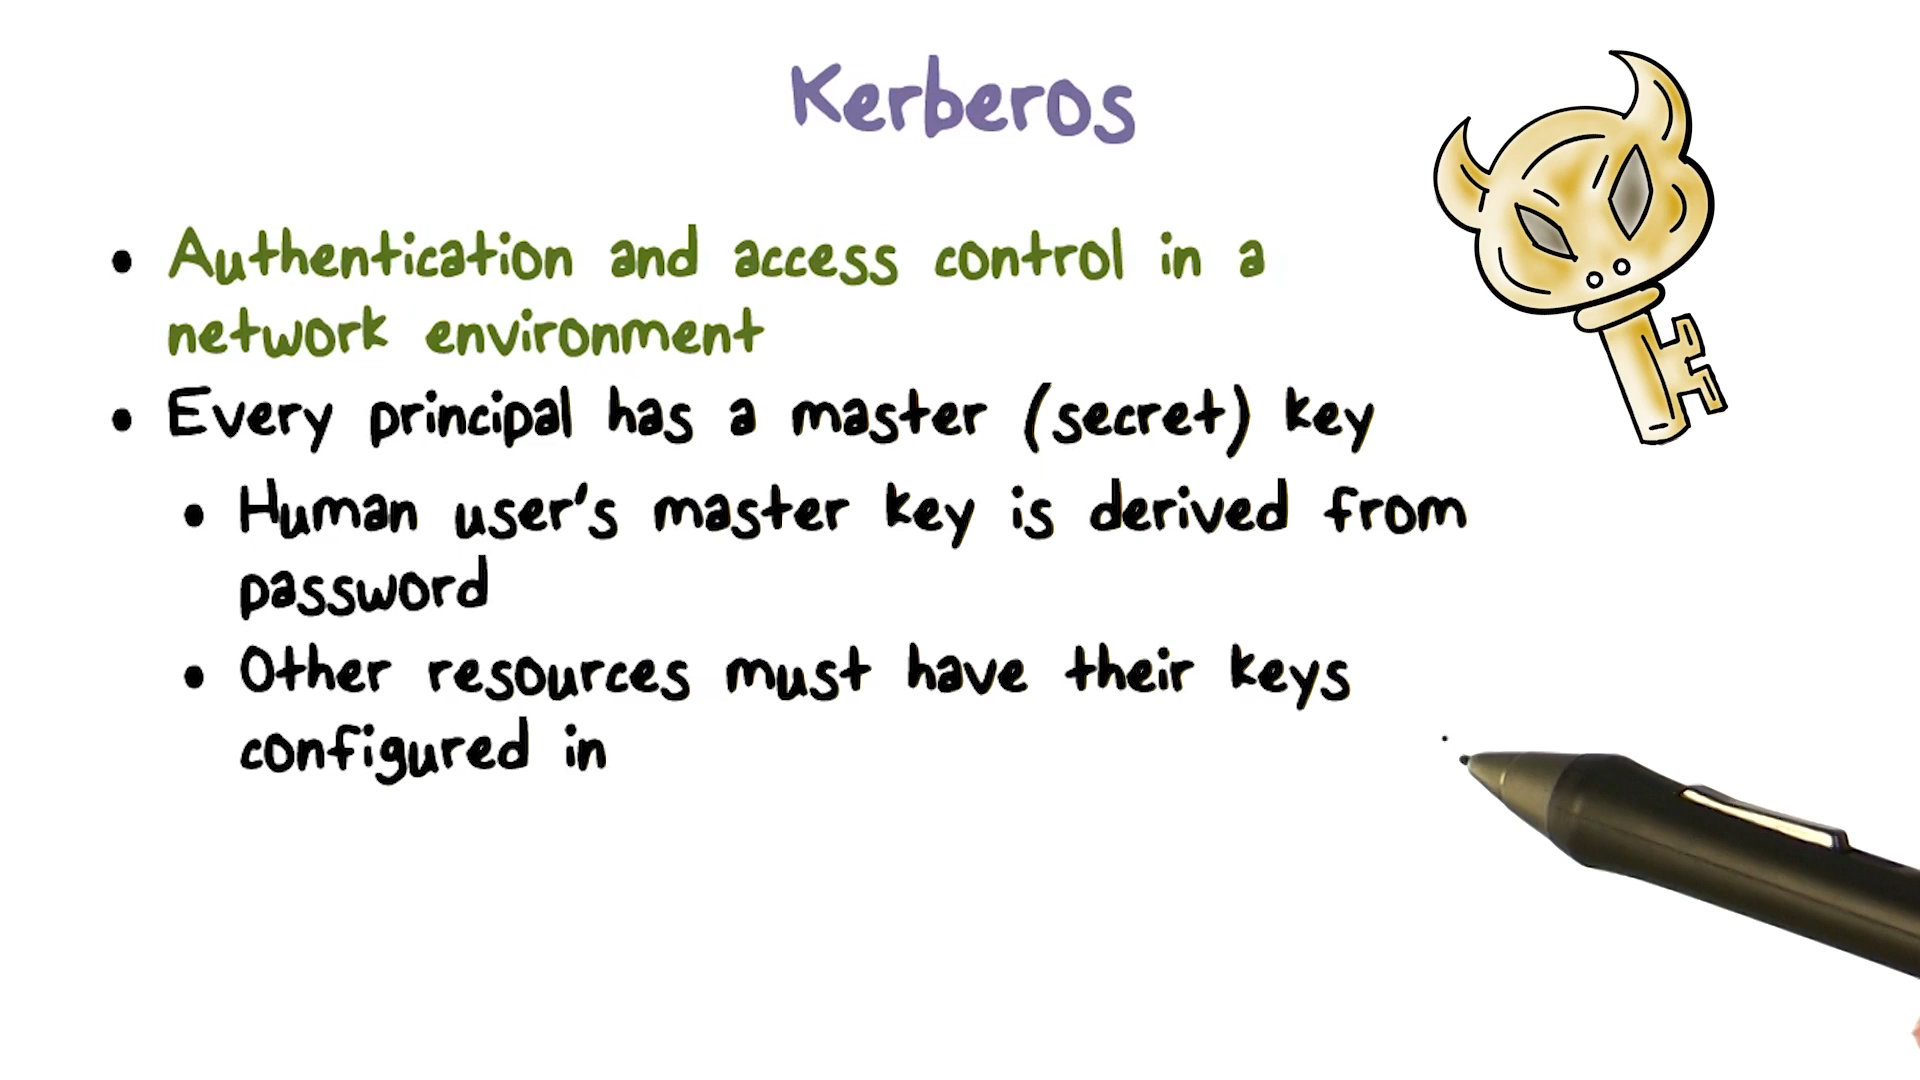 Kerberos
• Authentication and access control in a
network environment
• Every principal has a master (secret) key
• Human user's master key is derived from
password
• Other resources must have their keys
configured in